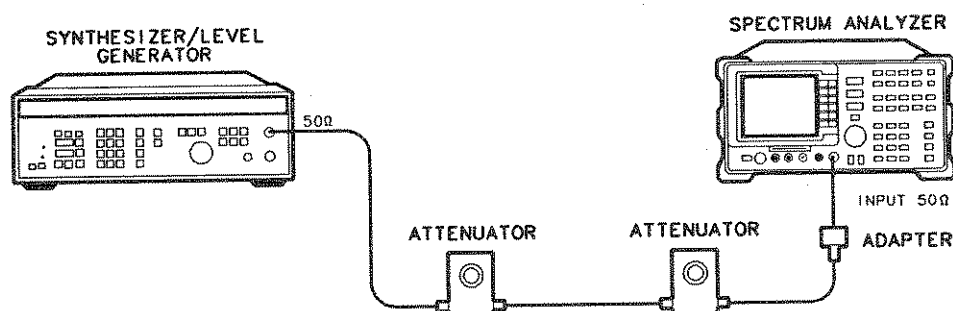 SYNTHESIZER/LEVEL
GENERATOR
SPECTRUM ANALYZER
50Ω
INPUT 50Ω
ATTENUATOR
ATTENUATOR
ADAPTER